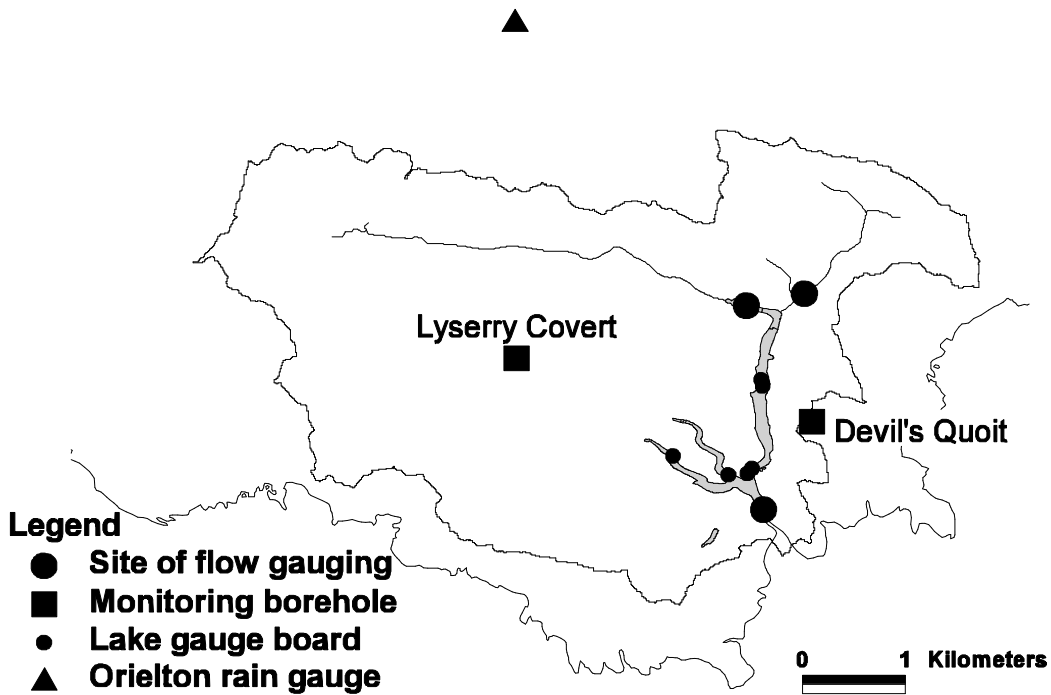 Lyserry Covert
Devil's Quoit
Legend
Site of flow gauging
Monitoring borehole
Lake gauge board
Orielton rain gauge
0 1 Kilometers